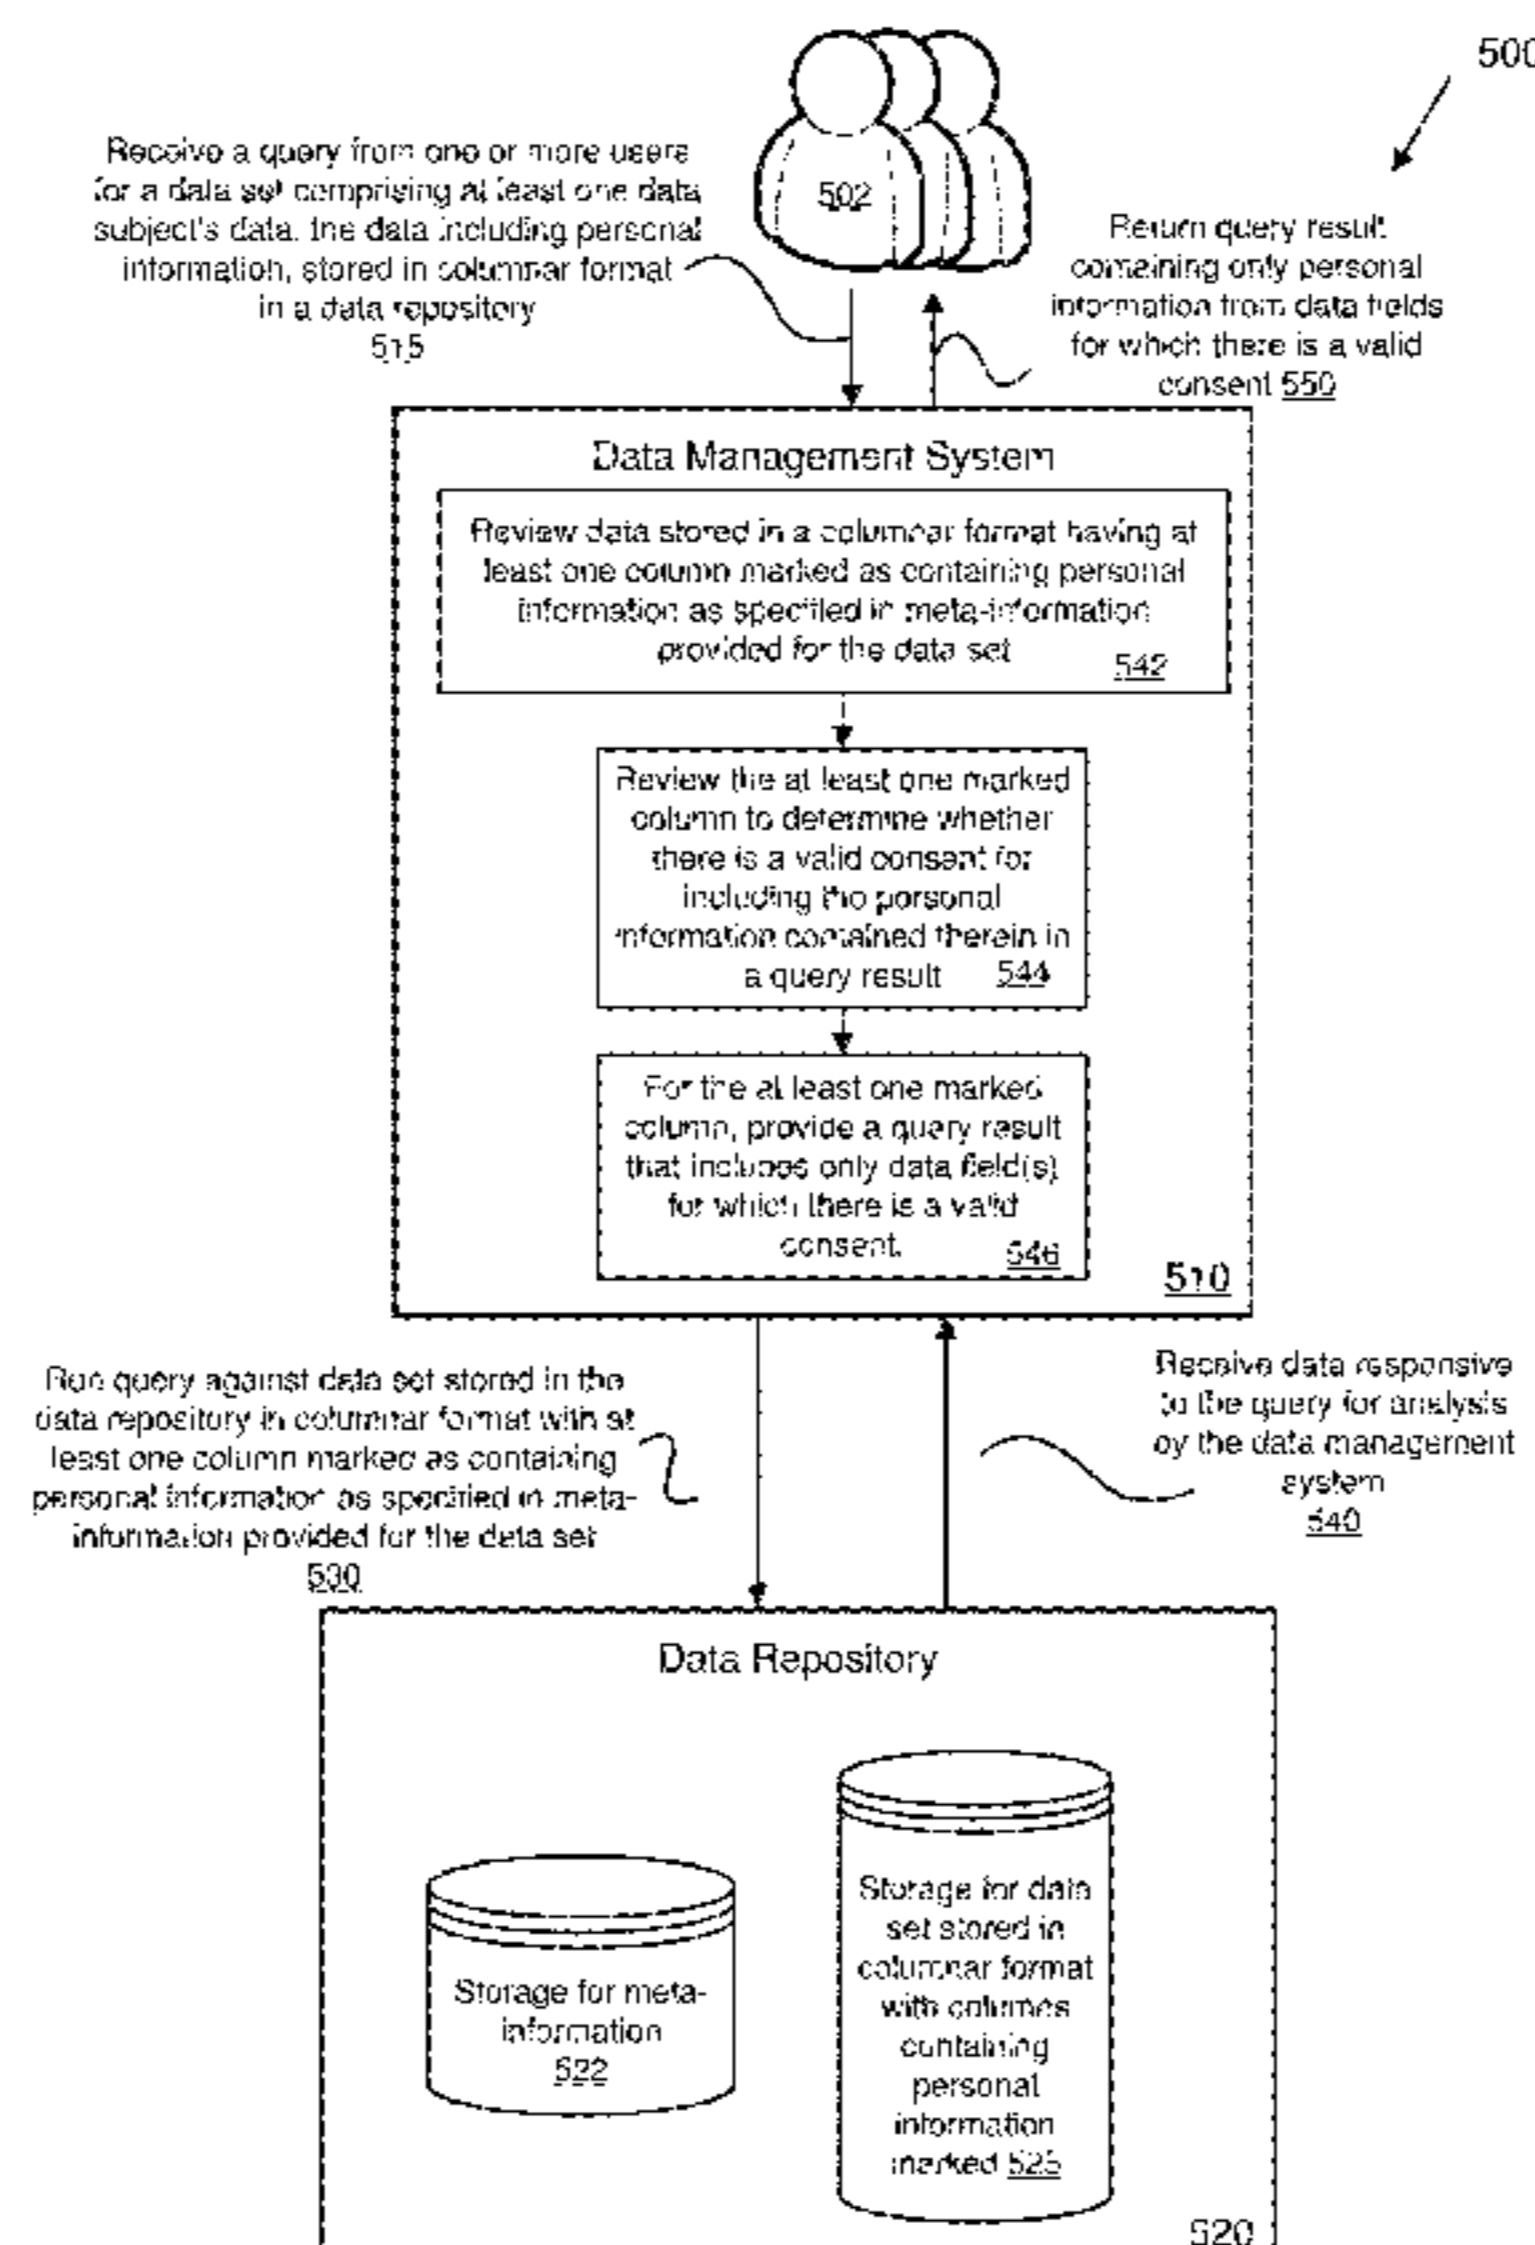 500
Receive a query from one or more users
for a data set comprising at least one data
subject's data, the data including personal
information, stored in columnar format
in a data repository
515
502
Return query result
containing only personal
information from data fields
for which there is a valid
consent 550
Data Management System
Review data stored in a columnar format having at
least one column marked as containing personal
information as specified in meta-information
provided for the data set
542
Review the at least one marked
column to determine whether
there is a valid consent for
including the personal
information contained therein in
a query result 544
For the at least one marked
column, provide a query result
that includes only data field(s)
for which there is a valid
consent.
546
510
Run query against data set stored in the
data repository in columnar format with at
least one column marked as containing
personal information as specified in meta-
information provided for the data set
530
Receive data responsive
to the query for analysis
by the data management
system
540
Data Repository
Storage for meta-
information
522
Storage for data
set stored in
columnar format
with columes
containing
personal
information
marked 525
520